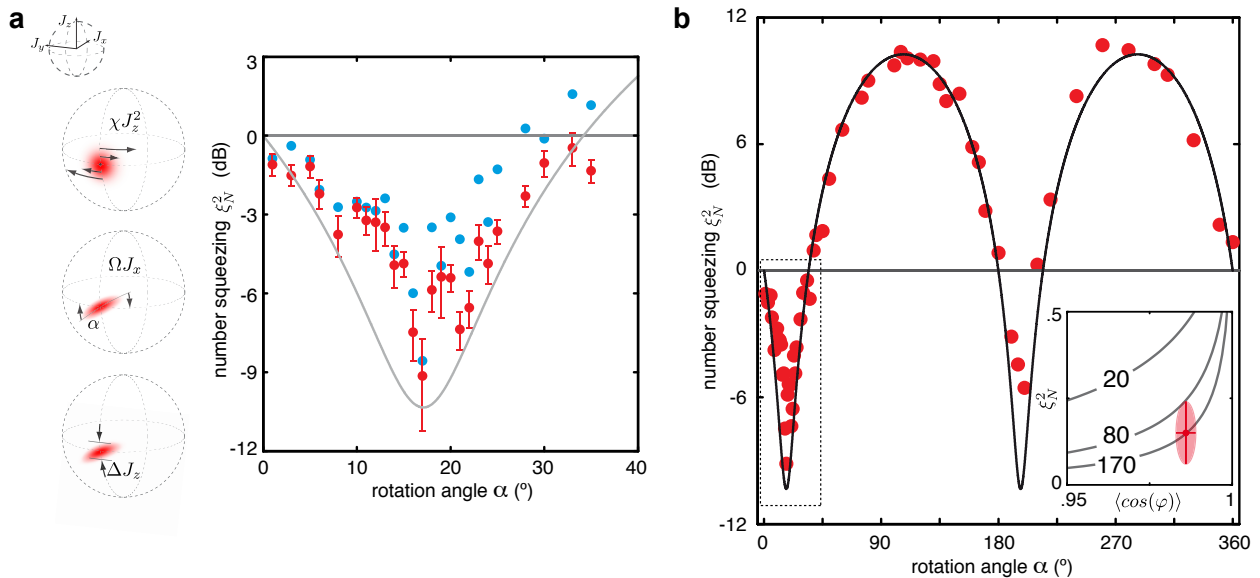 a
J_z
J_y
J_x
χJ_z^2
ΩJ_x
α
ΔJ_z
number squeezing ξ_N^2 (dB)
3
0
-3
-6
-9
-12
0
10
20
30
40
rotation angle α (º)
b
number squeezing ξ_N^2 (dB)
12
6
0
-6
-12
0
90
180
270
360
rotation angle α (º)
.5
ξ_N^2
0
20
80
170
.95
⟨cos(φ)⟩
1